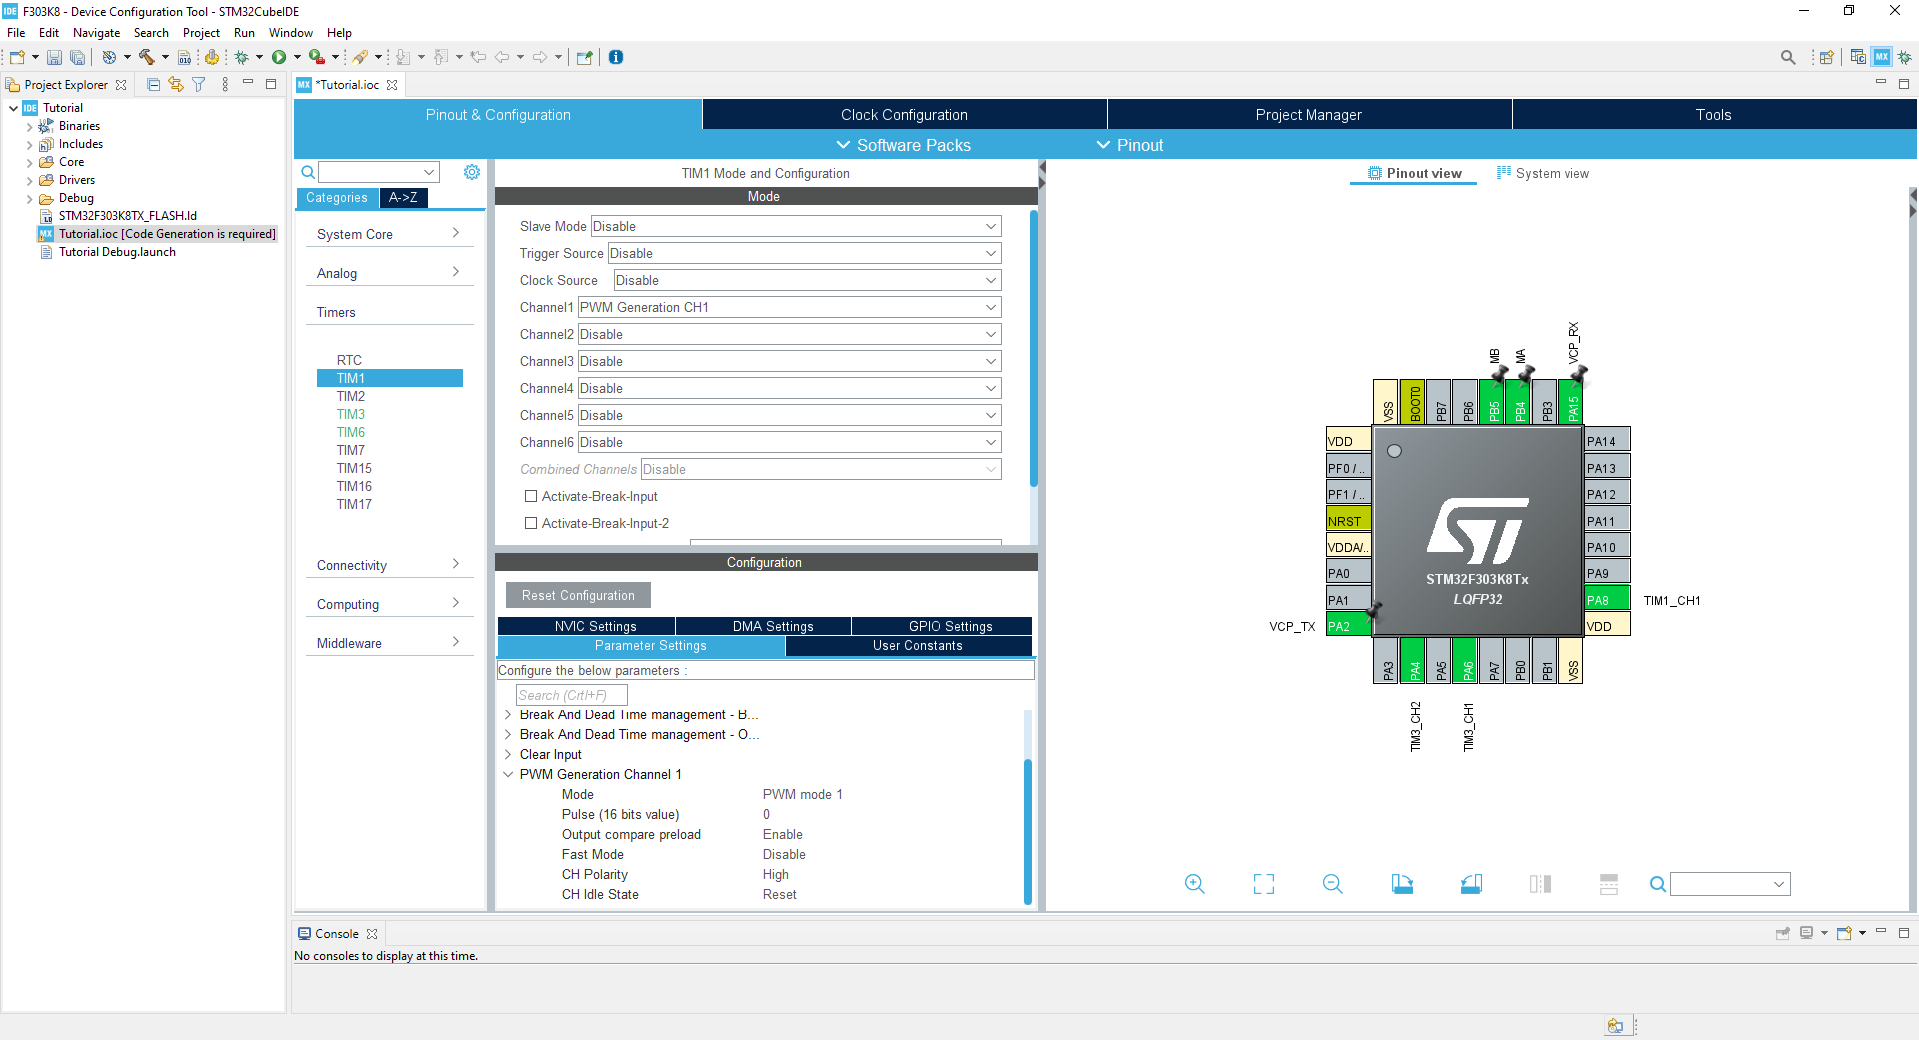 IDE F303K8 - Device Configuration Tool - STM32CubeIDE
File Edit Navigate Search Project Run Window Help
010
MX
Project Explorer
MX *Tutorial.ioc
IDE Tutorial
Binaries
Includes
Core
Drivers
Debug
STM32F303K8TX_FLASH.ld
MX Tutorial.ioc [Code Generation is required]
Tutorial Debug.launch
Pinout & Configuration
Clock Configuration
Project Manager
Tools
Software Packs
Pinout
Categories
A->Z
System Core
Analog
Timers
RTC
TIM1
TIM2
TIM3
TIM6
TIM7
TIM15
TIM16
TIM17
Connectivity
Computing
Middleware
TIM1 Mode and Configuration
Mode
Slave Mode Disable
Trigger Source Disable
Clock Source Disable
Channel1 PWM Generation CH1
Channel2 Disable
Channel3 Disable
Channel4 Disable
Channel5 Disable
Channel6 Disable
Combined Channels Disable
Activate-Break-Input
Activate-Break-Input-2
Configuration
Reset Configuration
NVIC Settings
DMA Settings
GPIO Settings
Parameter Settings
User Constants
Configure the below parameters :
Search (Crtl+F)
Break And Dead Time management - B...
Break And Dead Time management - O...
Clear Input
PWM Generation Channel 1
Mode PWM mode 1
Pulse (16 bits value) 0
Output compare preload Enable
Fast Mode Disable
CH Polarity High
CH Idle State Reset
Pinout view
System view
MB
MA
VCP_RX
VSS
BOOT0
PB7
PB6
PB5
PB4
PB3
PA15
VDD
PF0 / ..
PF1 / ..
NRST
VDDA/..
PA0
PA1
VCP_TX PA2
ST
STM32F303K8Tx
LQFP32
PA14
PA13
PA12
PA11
PA10
PA9
PA8 TIM1_CH1
VDD
PA3
PA4
PA5
PA6
PA7
PB0
PB1
VSS
TIM3_CH2
TIM3_CH1
Console
No consoles to display at this time.